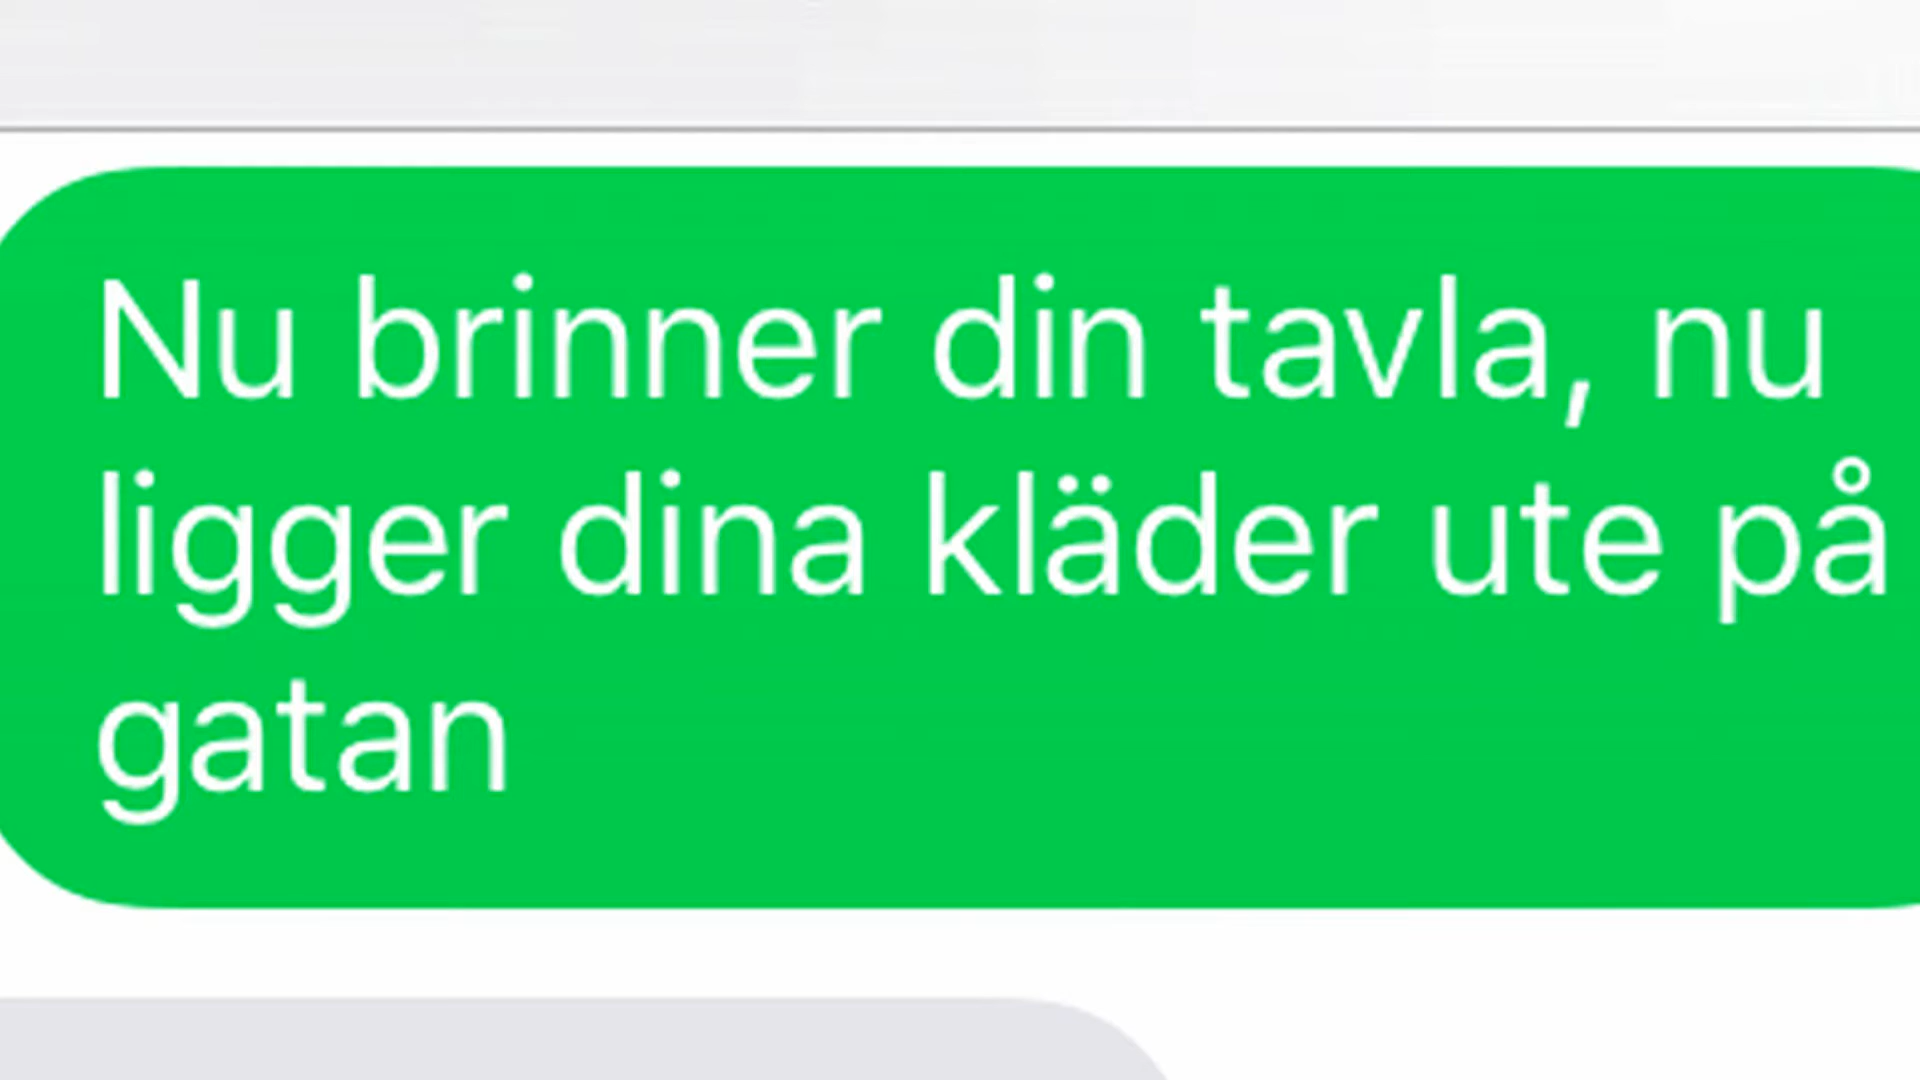 Nu brinner din tavla, nu
ligger dina kläder ute på
gatan